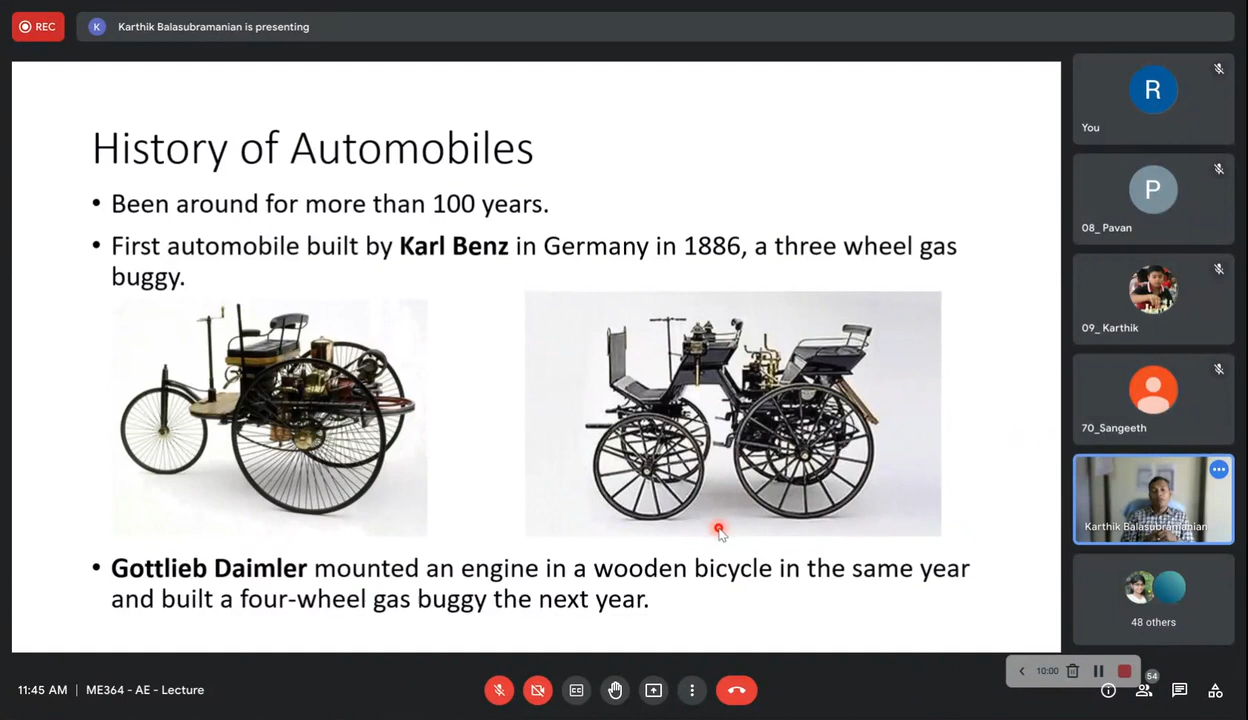 REC
K
Karthik Balasubramanian is presenting
History of Automobiles
• Been around for more than 100 years.
• First automobile built by Karl Benz in Germany in 1886, a three wheel gas
buggy.
• Gottlieb Daimler mounted an engine in a wooden bicycle in the same year
and built a four-wheel gas buggy the next year.
R
You
P
08_ Pavan
09_ Karthik
70_Sangeeth
Karthik Balasubramanian
48 others
11:45 AM | ME364 - AE - Lecture
CC
10:00
54